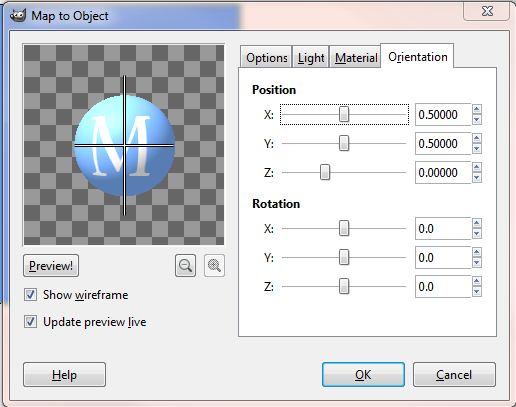 Map to Object
Options Light Material Orientation
M
Position
X: 0.50000
Y: 0.50000
Z: 0.00000
Rotation
X: 0.0
Y: 0.0
Z: 0.0
Preview!
Show wireframe
Update preview live
Help OK Cancel